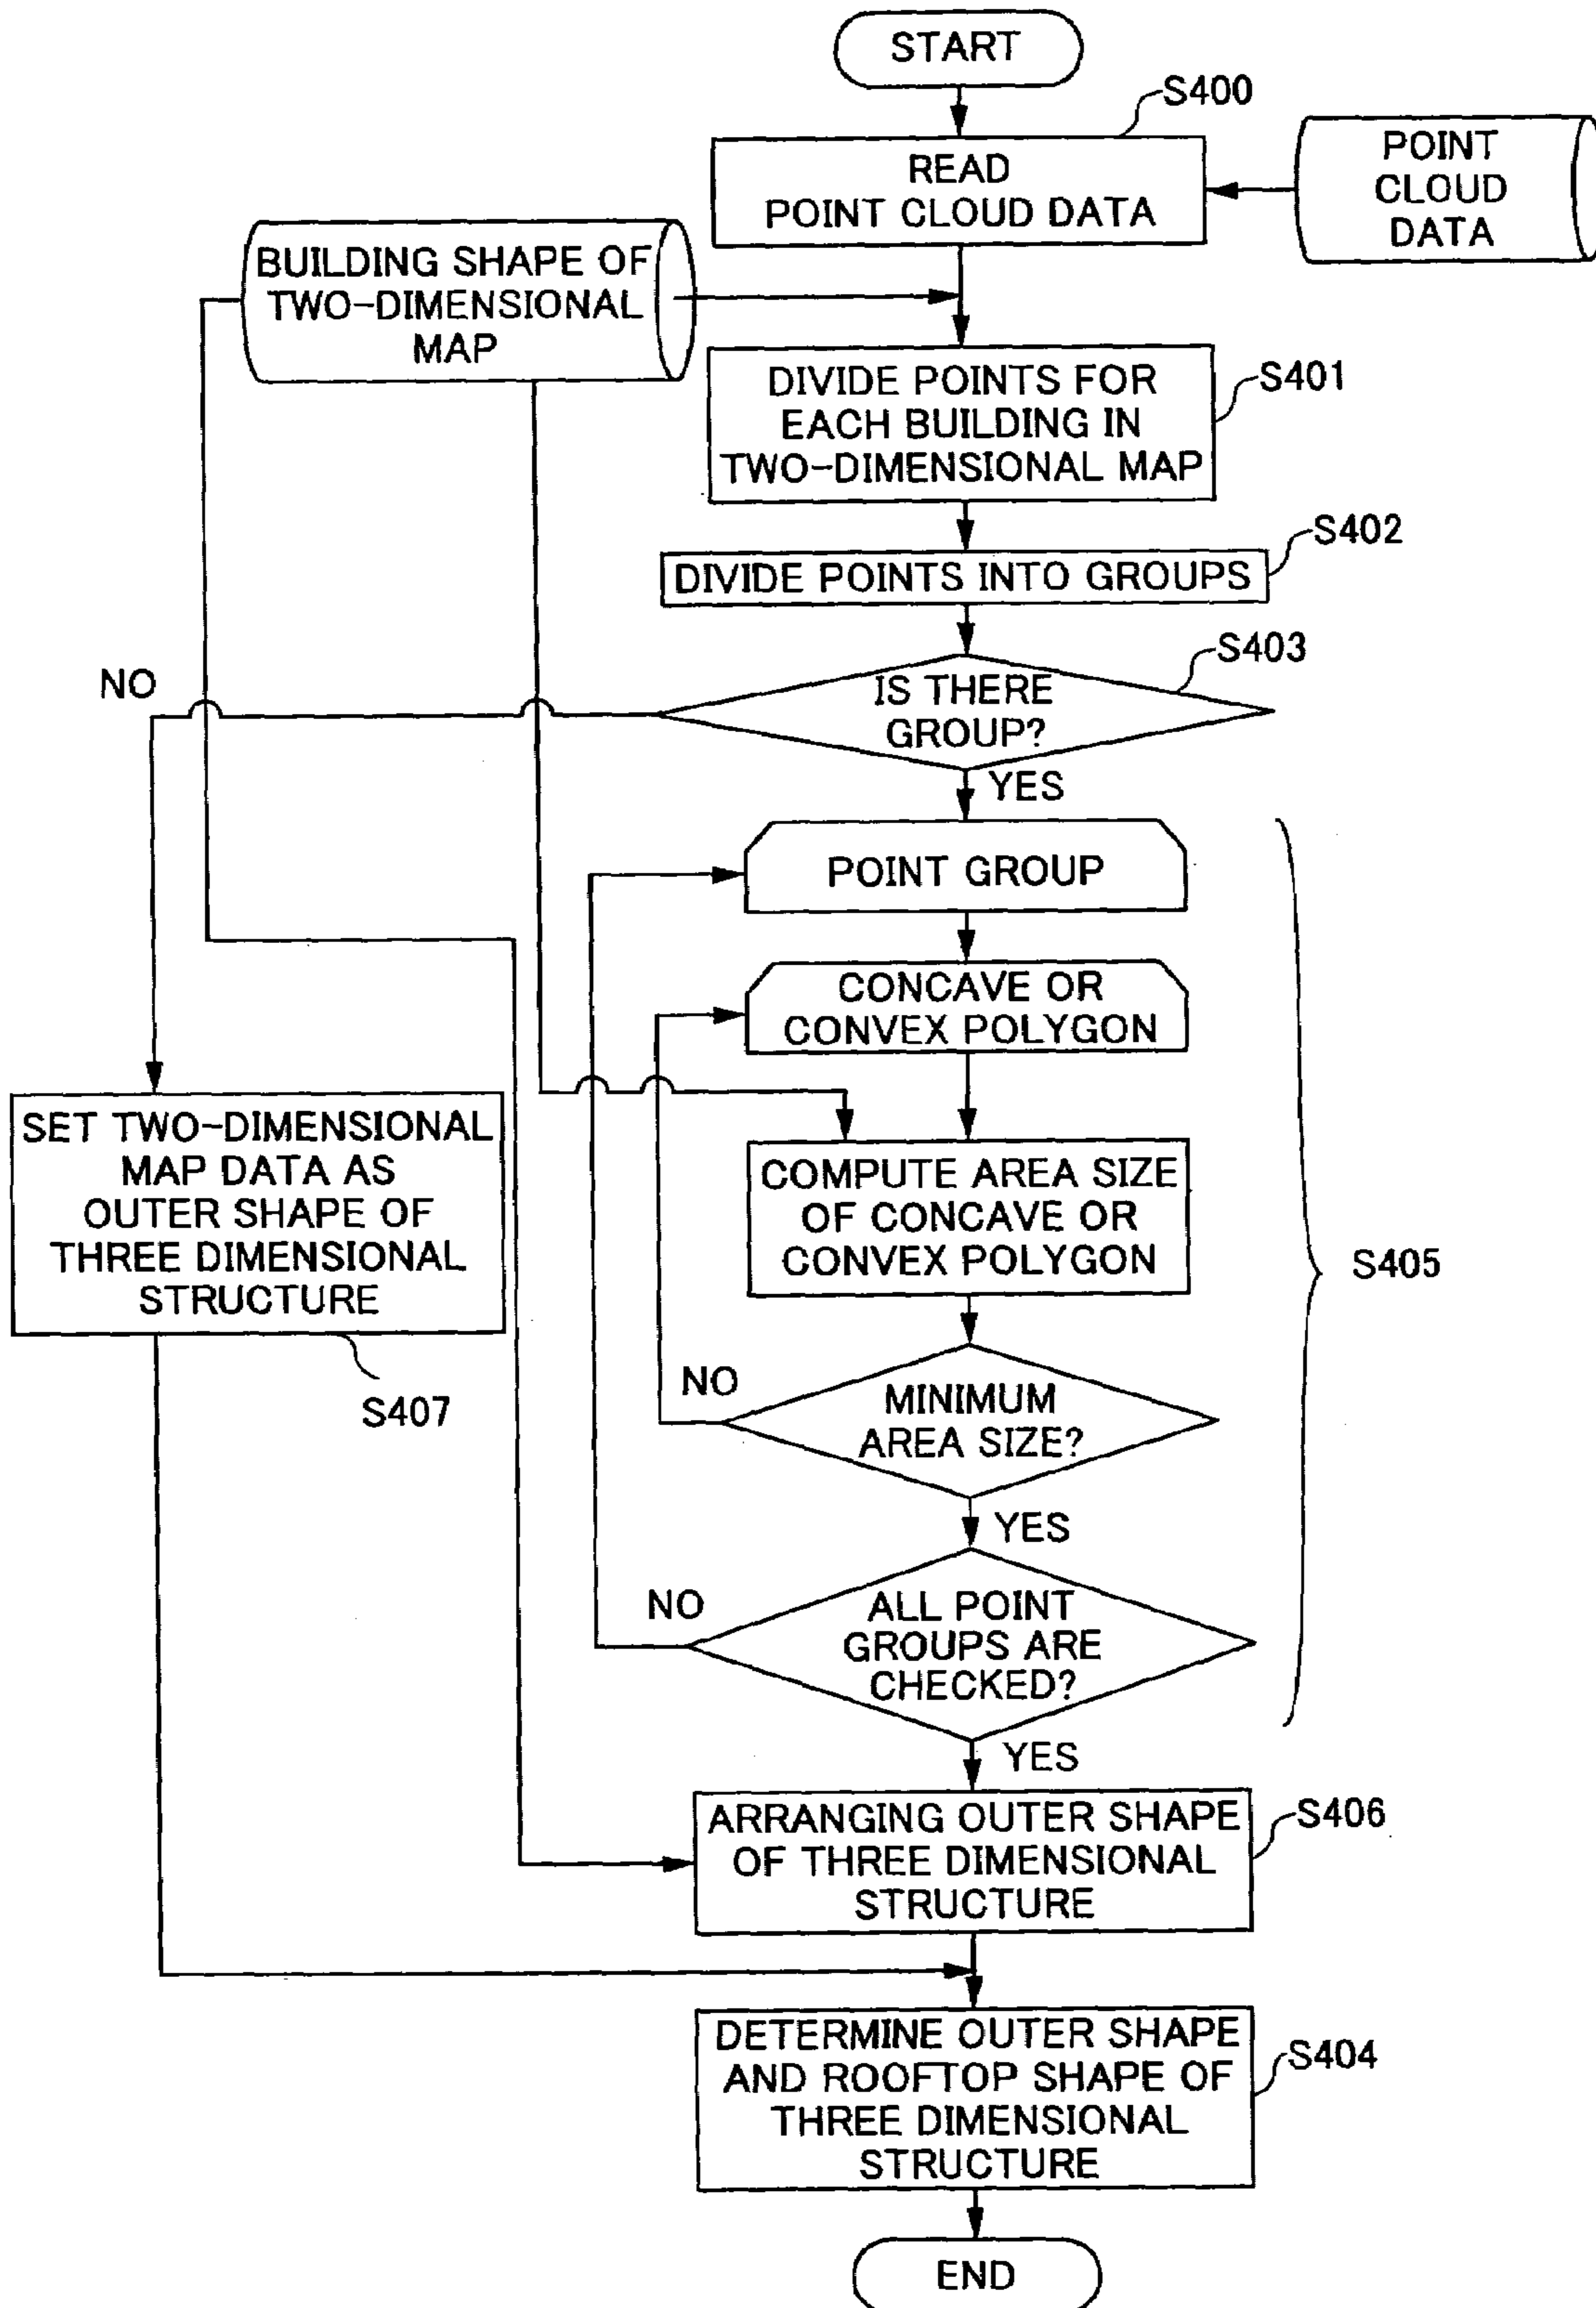 START
S400
READ
POINT CLOUD DATA
POINT
CLOUD
DATA
BUILDING SHAPE OF
TWO-DIMENSIONAL
MAP
DIVIDE POINTS FOR
EACH BUILDING IN
TWO-DIMENSIONAL MAP
S401
S402
DIVIDE POINTS INTO GROUPS
S403
IS THERE
GROUP?
NO
YES
POINT GROUP
CONCAVE OR
CONVEX POLYGON
SET TWO-DIMENSIONAL
MAP DATA AS
OUTER SHAPE OF
THREE DIMENSIONAL
STRUCTURE
S407
COMPUTE AREA SIZE
OF CONCAVE OR
CONVEX POLYGON
S405
NO
MINIMUM
AREA SIZE?
YES
NO
ALL POINT
GROUPS ARE
CHECKED?
YES
ARRANGING OUTER SHAPE
OF THREE DIMENSIONAL
STRUCTURE
S406
DETERMINE OUTER SHAPE
AND ROOFTOP SHAPE OF
THREE DIMENSIONAL
STRUCTURE
S404
END